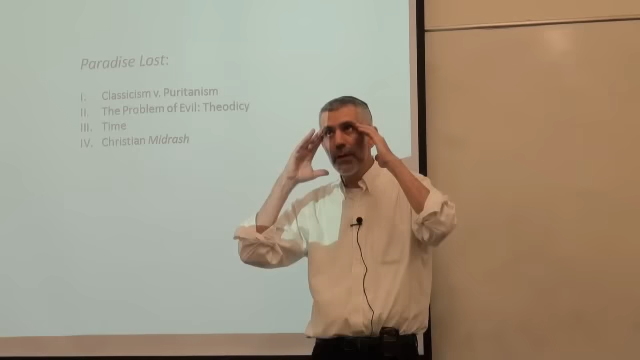 Paradise Lost:
I. Classicism v. Puritanism
II. The Problem of Evil: Theodicy
III. Time
IV. Christian Midrash